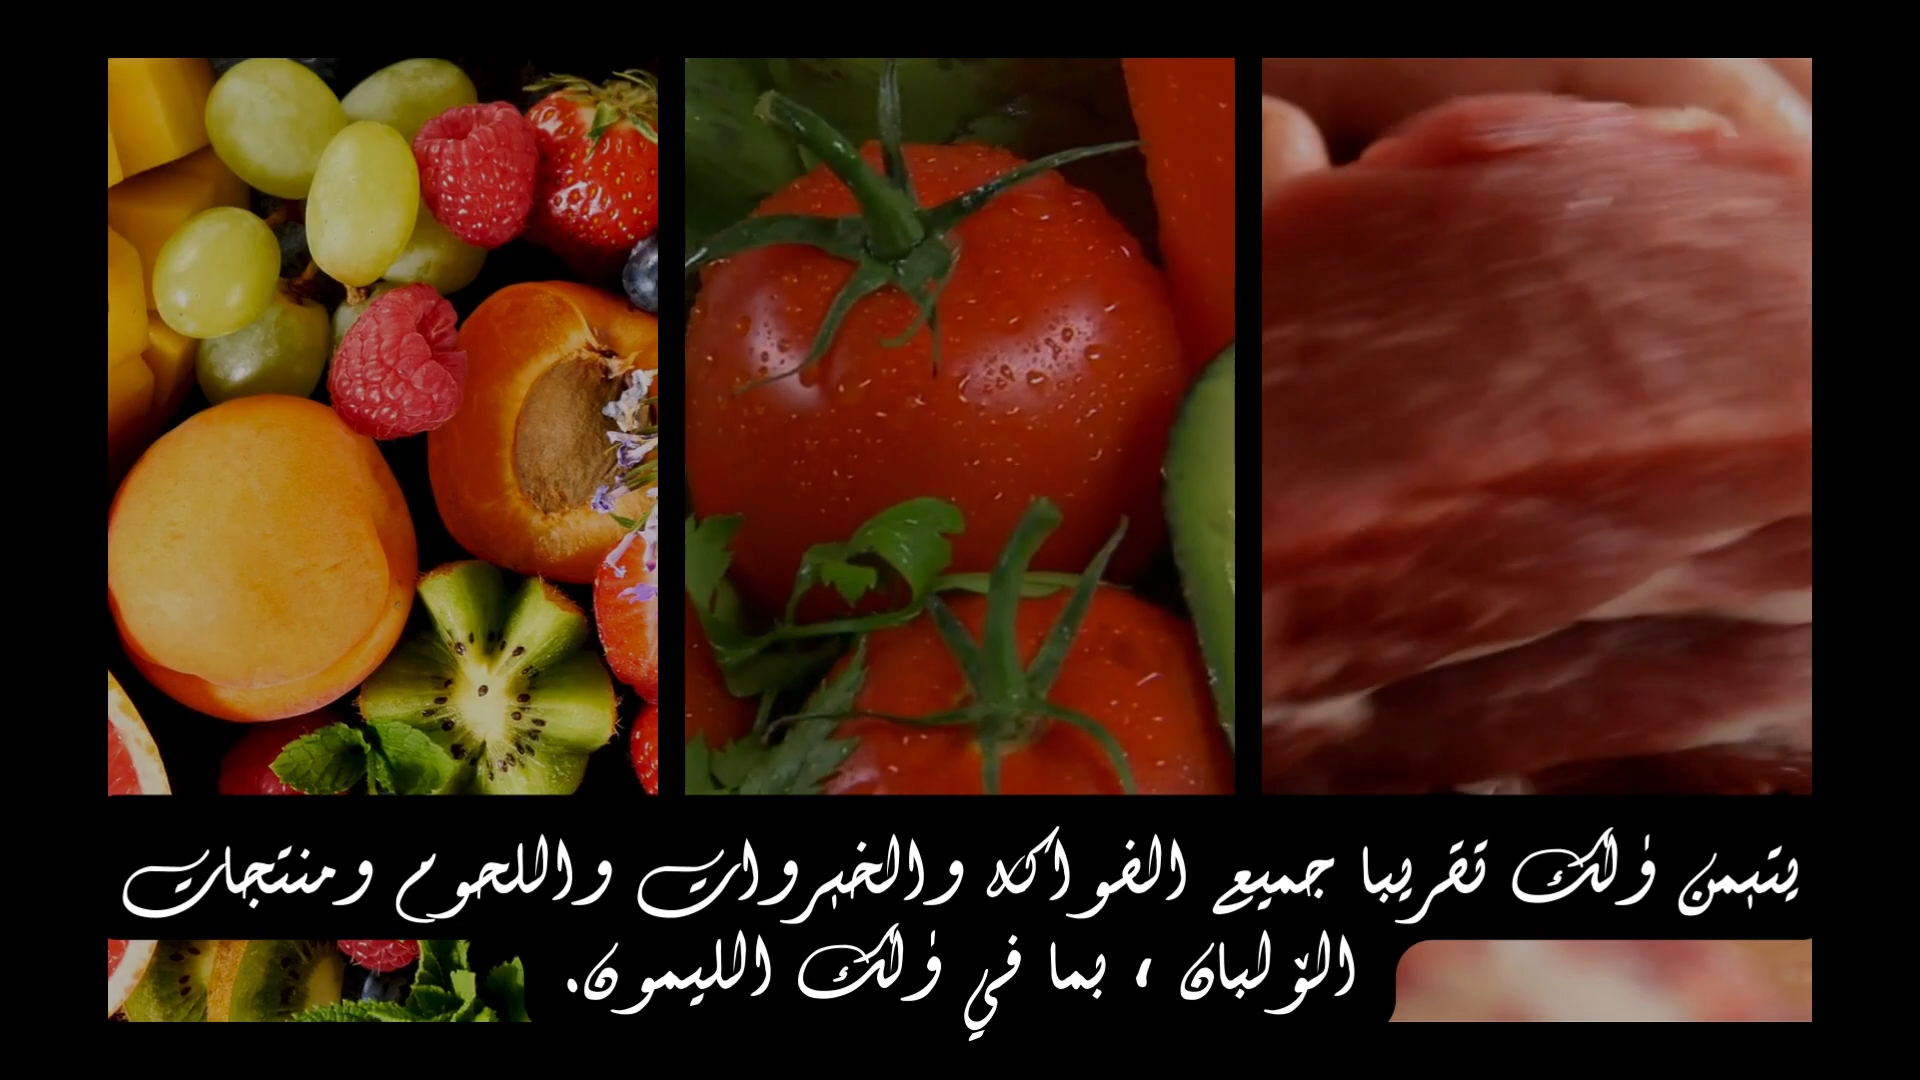 يتضمن ذلك تقريبا جميع الفواكه والخضروات واللحوم ومنتجات
الألبان ، بما في ذلك الليمون.